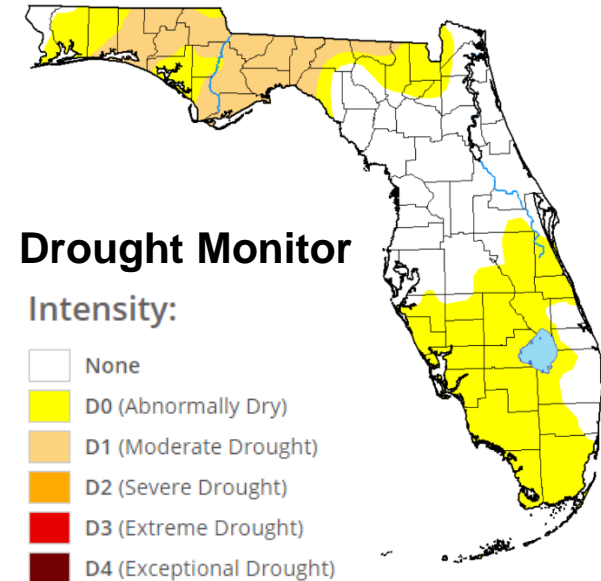 Drought Monitor
Intensity:
None
D0 (Abnormally Dry)
D1 (Moderate Drought)
D2 (Severe Drought)
D3 (Extreme Drought)
D4 (Exceptional Drought)